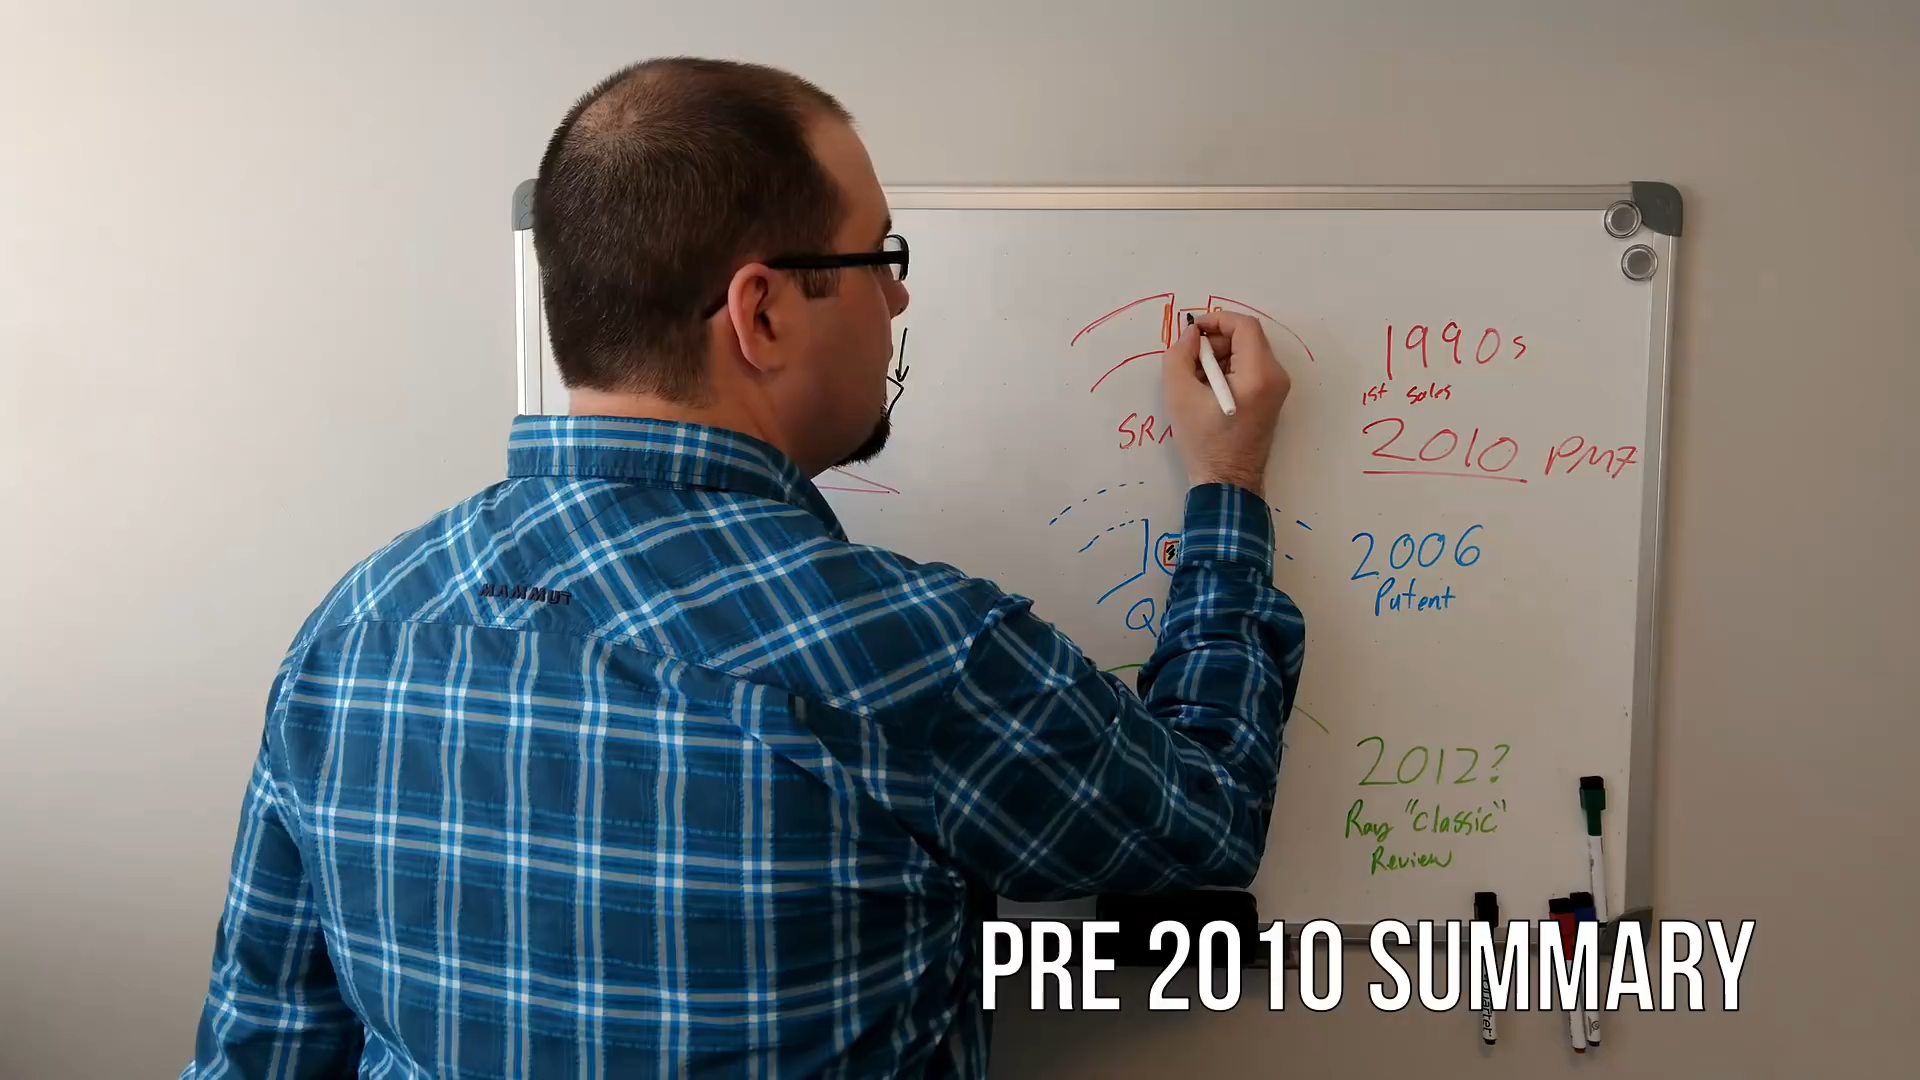 1990s
1st sales
2010 PM7
2006
Patent
2012?
Ray "Classic"
Review
MAMMUT
PRE 2010 SUMMARY